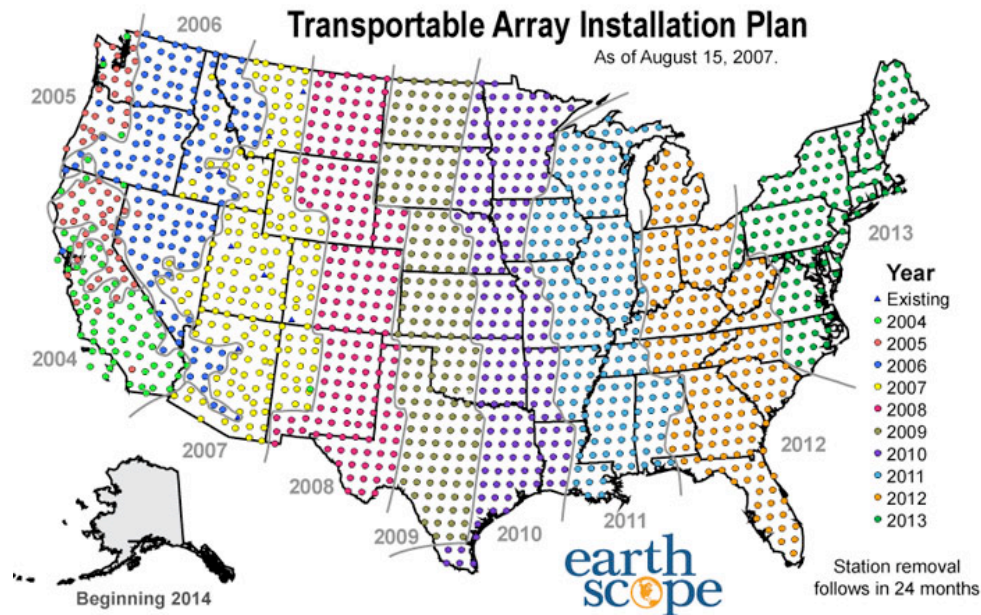 Transportable Array Installation Plan
As of August 15, 2007.
2006
2005
2004
2007
2008
2009
2010
2011
2012
2013
Year
Existing
2004
2005
2006
2007
2008
2009
2010
2011
2012
2013
Beginning 2014
earth
scope
Station removal
follows in 24 months